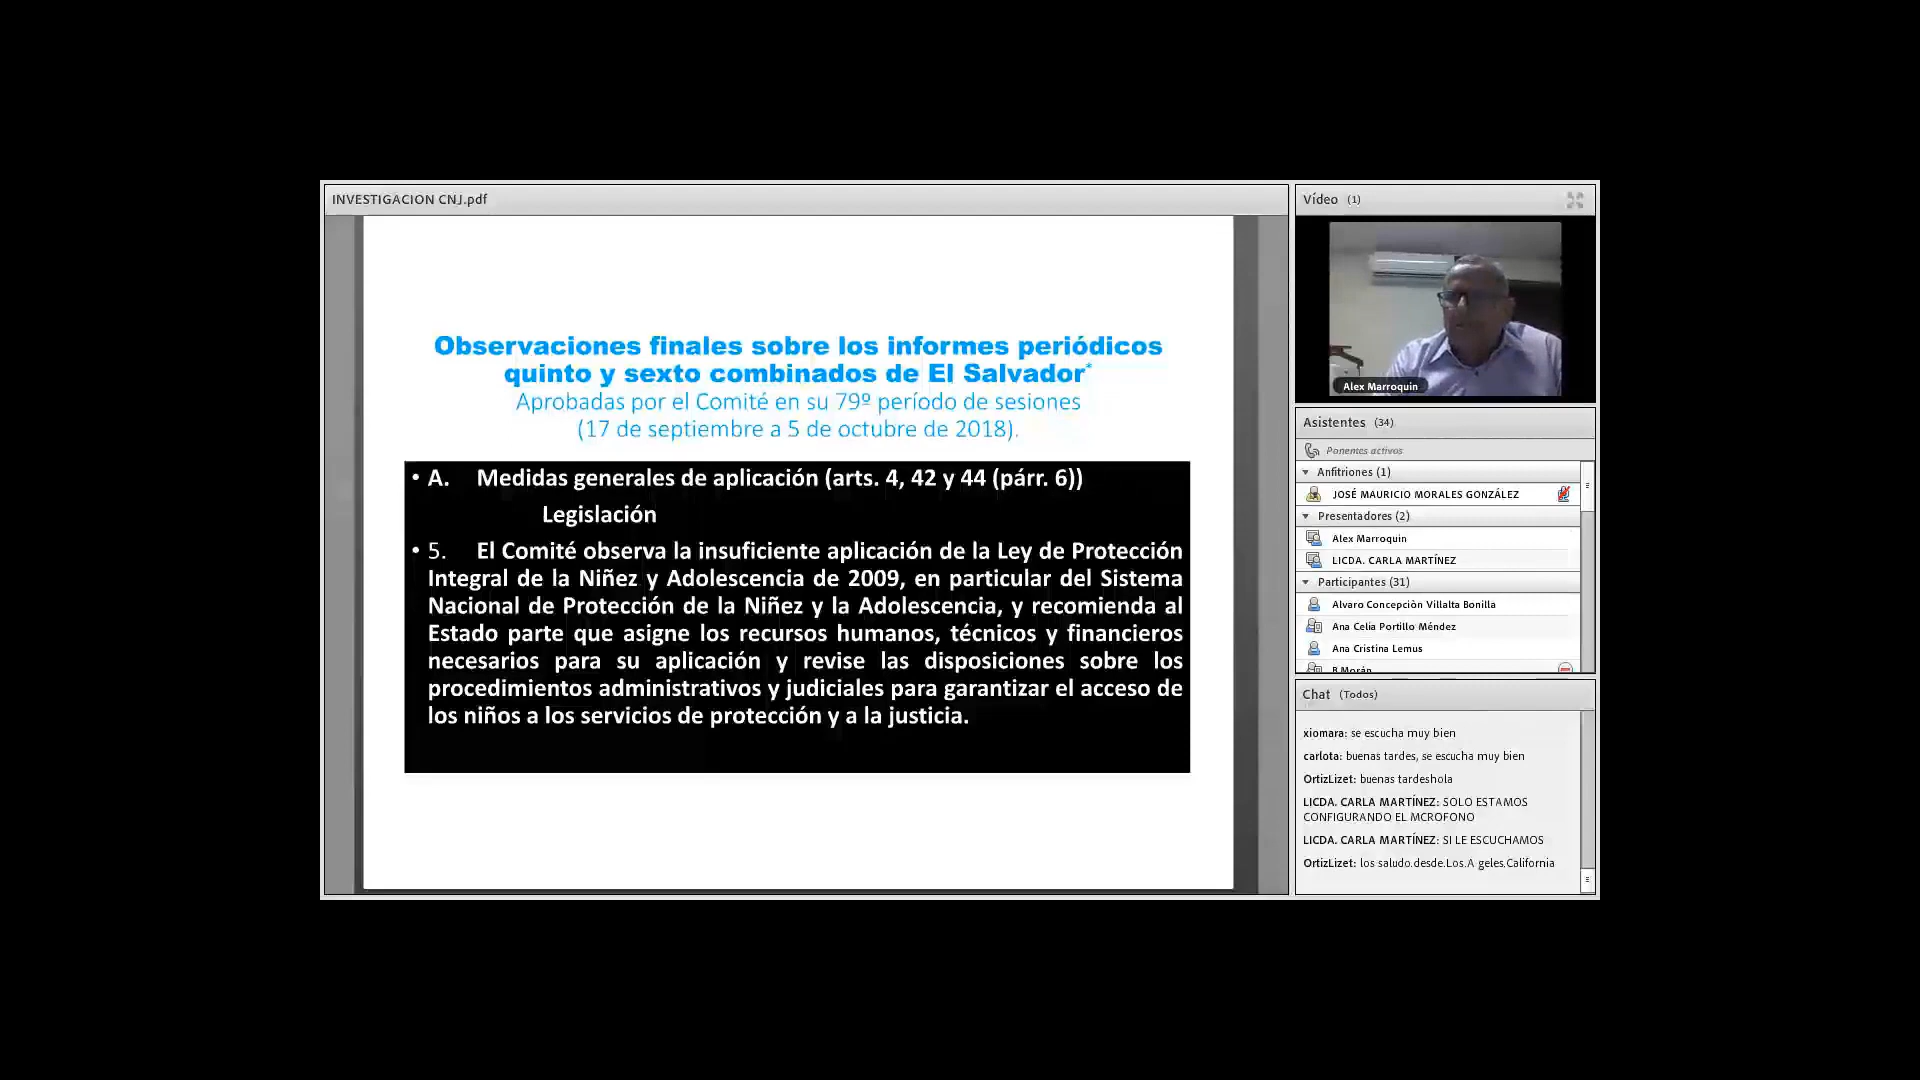 INVESTIGACION CNJ.pdf
Observaciones finales sobre los informes periódicos
quinto y sexto combinados de El Salvador*
Aprobadas por el Comité en su 79º período de sesiones
(17 de septiembre a 5 de octubre de 2018).
• A. Medidas generales de aplicación (arts. 4, 42 y 44 (párr. 6))
Legislación
• 5. El Comité observa la insuficiente aplicación de la Ley de Protección
Integral de la Niñez y Adolescencia de 2009, en particular del Sistema
Nacional de Protección de la Niñez y la Adolescencia, y recomienda al
Estado parte que asigne los recursos humanos, técnicos y financieros
necesarios para su aplicación y revise las disposiciones sobre los
procedimientos administrativos y judiciales para garantizar el acceso de
los niños a los servicios de protección y a la justicia.
Vídeo (1)
Alex Marroquin
Asistentes (34)
Ponentes activos
Anfitriones (1)
JOSÉ MAURICIO MORALES GONZÁLEZ
Presentadores (2)
Alex Marroquin
LICDA. CARLA MARTÍNEZ
Participantes (31)
Alvaro Concepciòn Villalta Bonilla
Ana Celia Portillo Méndez
Ana Cristina Lemus
B Morán
Chat (Todos)
xiomara: se escucha muy bien
carlota: buenas tardes, se escucha muy bien
OrtizLizet: buenas tardeshola
LICDA. CARLA MARTÍNEZ: SOLO ESTAMOS
CONFIGURANDO EL MCROFONO
LICDA. CARLA MARTÍNEZ: SI LE ESCUCHAMOS
OrtizLizet: los saludo.desde.Los.A geles.California